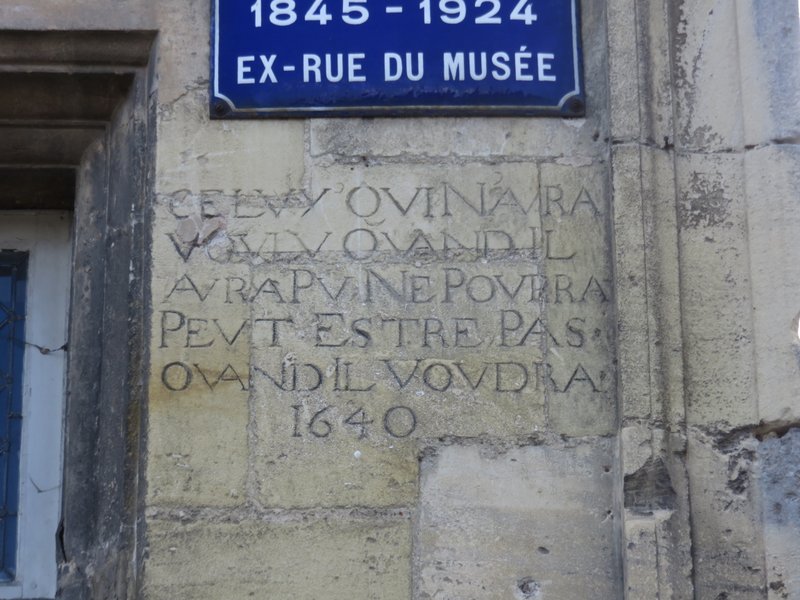 1845 - 1924
EX-RUE DU MUSÉE
CELVY QVI N'AVRA
VOVLV QVAND IL
AVRA PV NE POVRRA
PEVT ESTRE PAS
QVAND IL VOVDRA
1640